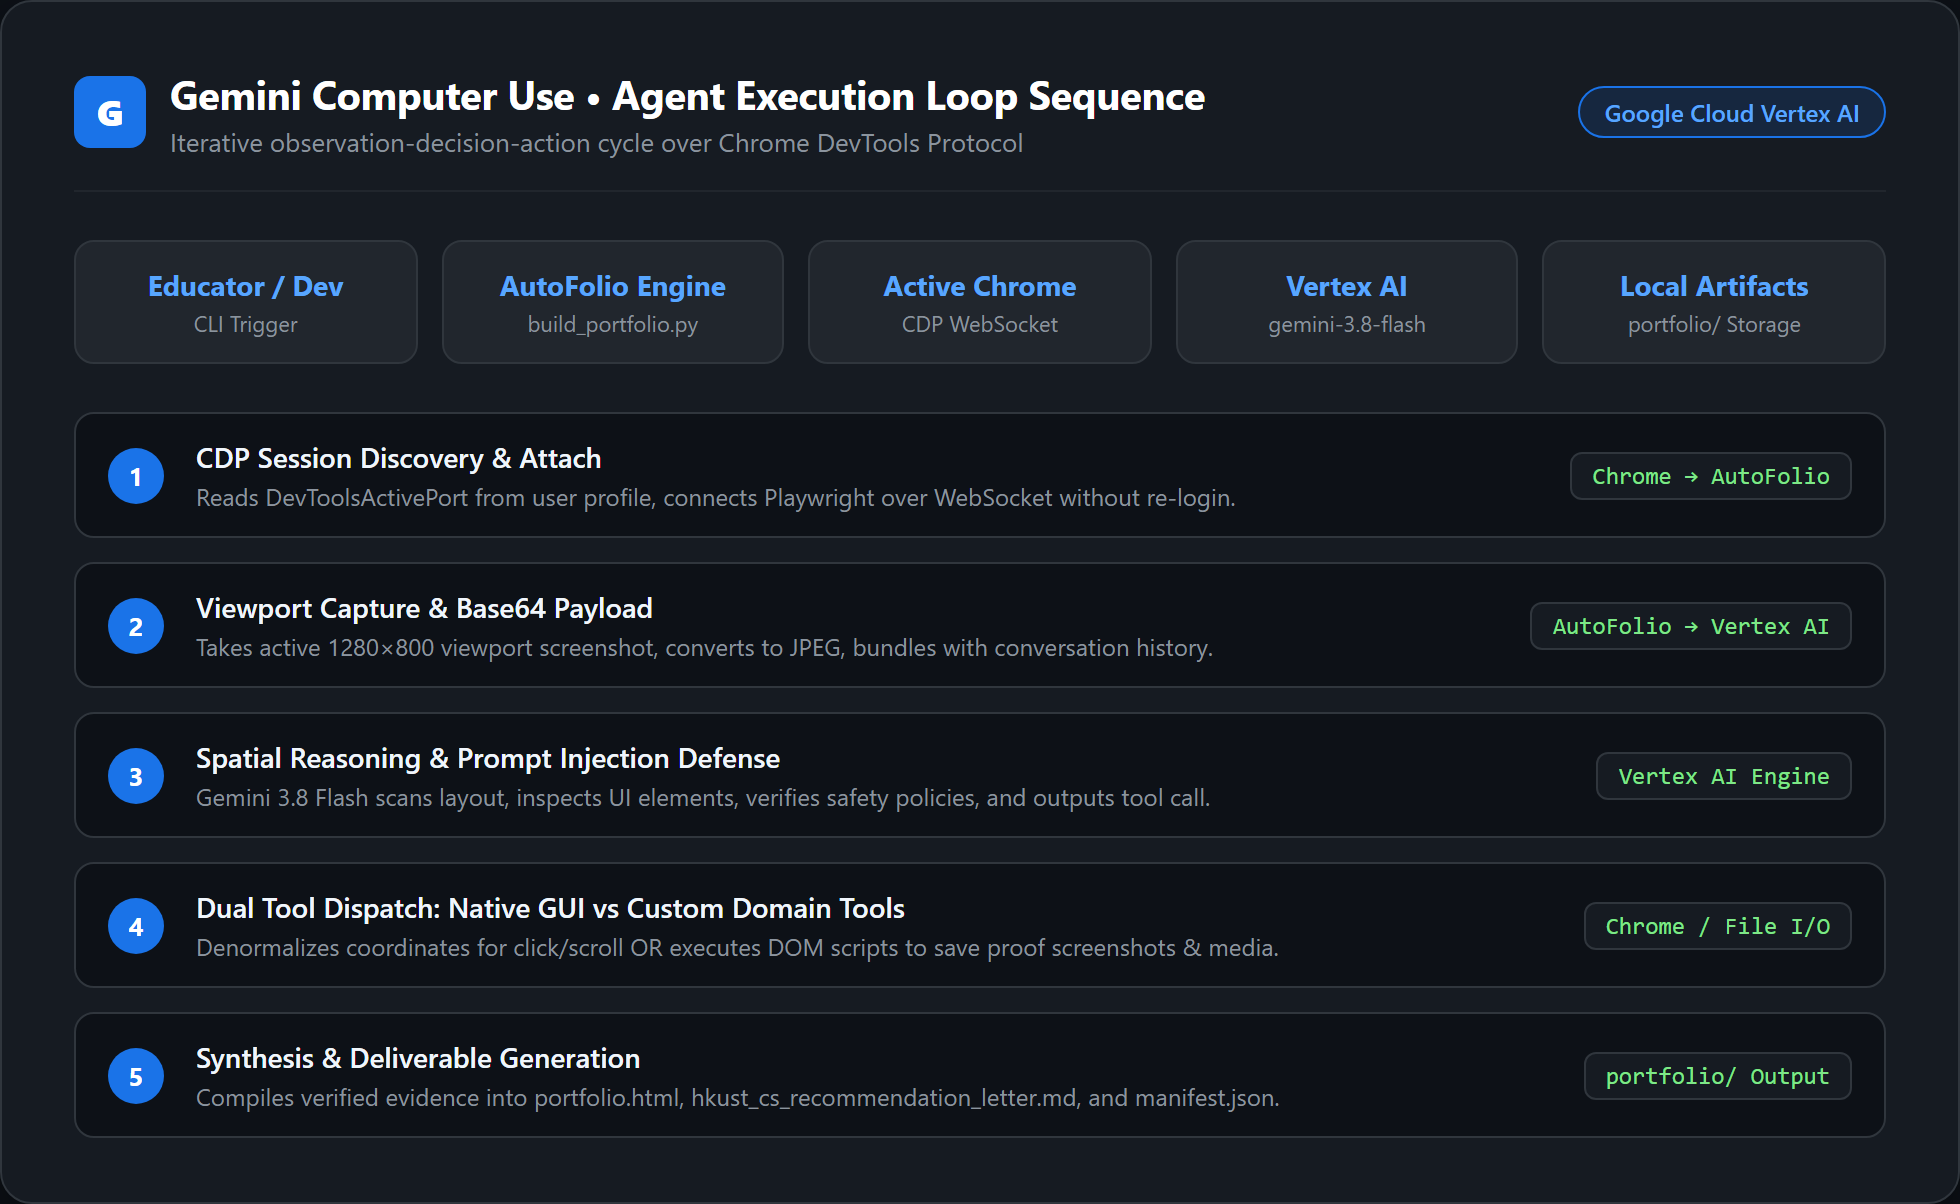 G
Gemini Computer Use • Agent Execution Loop Sequence
Iterative observation-decision-action cycle over Chrome DevTools Protocol
Google Cloud Vertex AI
Educator / Dev
CLI Trigger
AutoFolio Engine
build_portfolio.py
Active Chrome
CDP WebSocket
Vertex AI
gemini-3.8-flash
Local Artifacts
portfolio/ Storage
1
CDP Session Discovery & Attach
Reads DevToolsActivePort from user profile, connects Playwright over WebSocket without re-login.
Chrome → AutoFolio
2
Viewport Capture & Base64 Payload
Takes active 1280×800 viewport screenshot, converts to JPEG, bundles with conversation history.
AutoFolio → Vertex AI
3
Spatial Reasoning & Prompt Injection Defense
Gemini 3.8 Flash scans layout, inspects UI elements, verifies safety policies, and outputs tool call.
Vertex AI Engine
4
Dual Tool Dispatch: Native GUI vs Custom Domain Tools
Denormalizes coordinates for click/scroll OR executes DOM scripts to save proof screenshots & media.
Chrome / File I/O
5
Synthesis & Deliverable Generation
Compiles verified evidence into portfolio.html, hkust_cs_recommendation_letter.md, and manifest.json.
portfolio/ Output